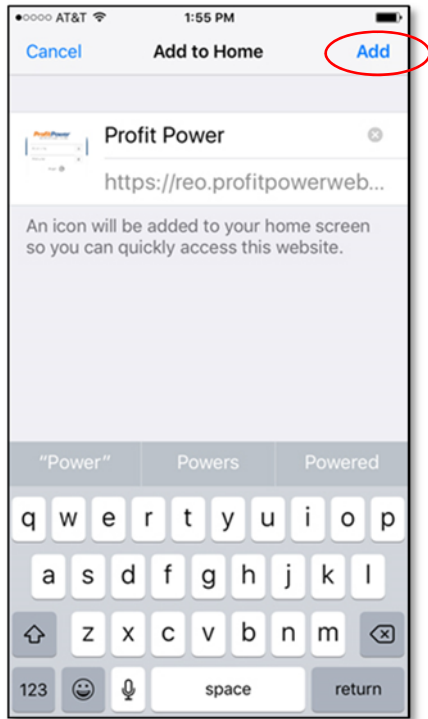 AT&T 1:55 PM
Cancel Add to Home Add
ProfitPower
Profit Power
https://reo.profitpowerweb...
An icon will be added to your home screen
so you can quickly access this website.
“Power“ Powers Powered
q w e r t y u i o p
a s d f g h j k l
z x c v b n m
123 space return